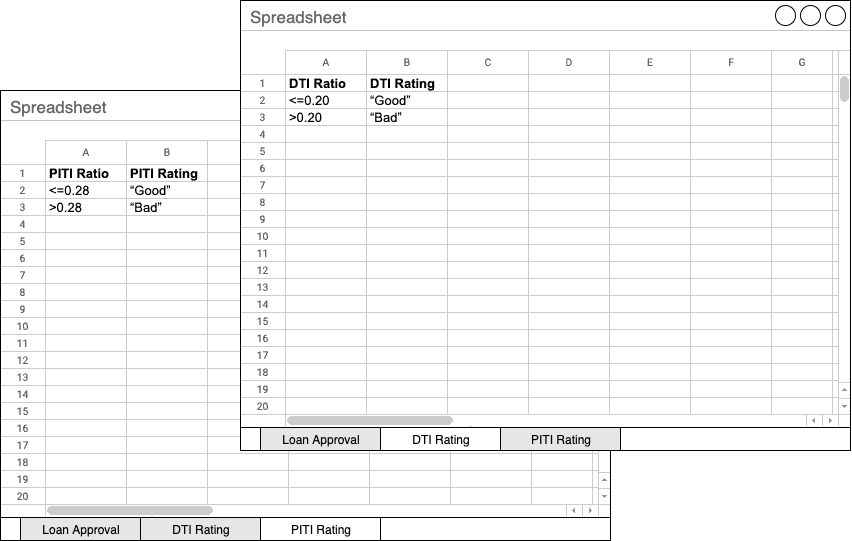 Spreadsheet
A B C D E F G
1 DTI Ratio DTI Rating
2 <=0.20 “Good”
3 >0.20 “Bad”
4
5
6
7
8
9
10
11
12
13
14
15
16
17
18
19
20
Loan Approval DTI Rating PITI Rating
Spreadsheet
A B
1 PITI Ratio PITI Rating
2 <=0.28 “Good”
3 >0.28 “Bad”
4
5
6
7
8
9
10
11
12
13
14
15
16
17
18
19
20
Loan Approval DTI Rating PITI Rating